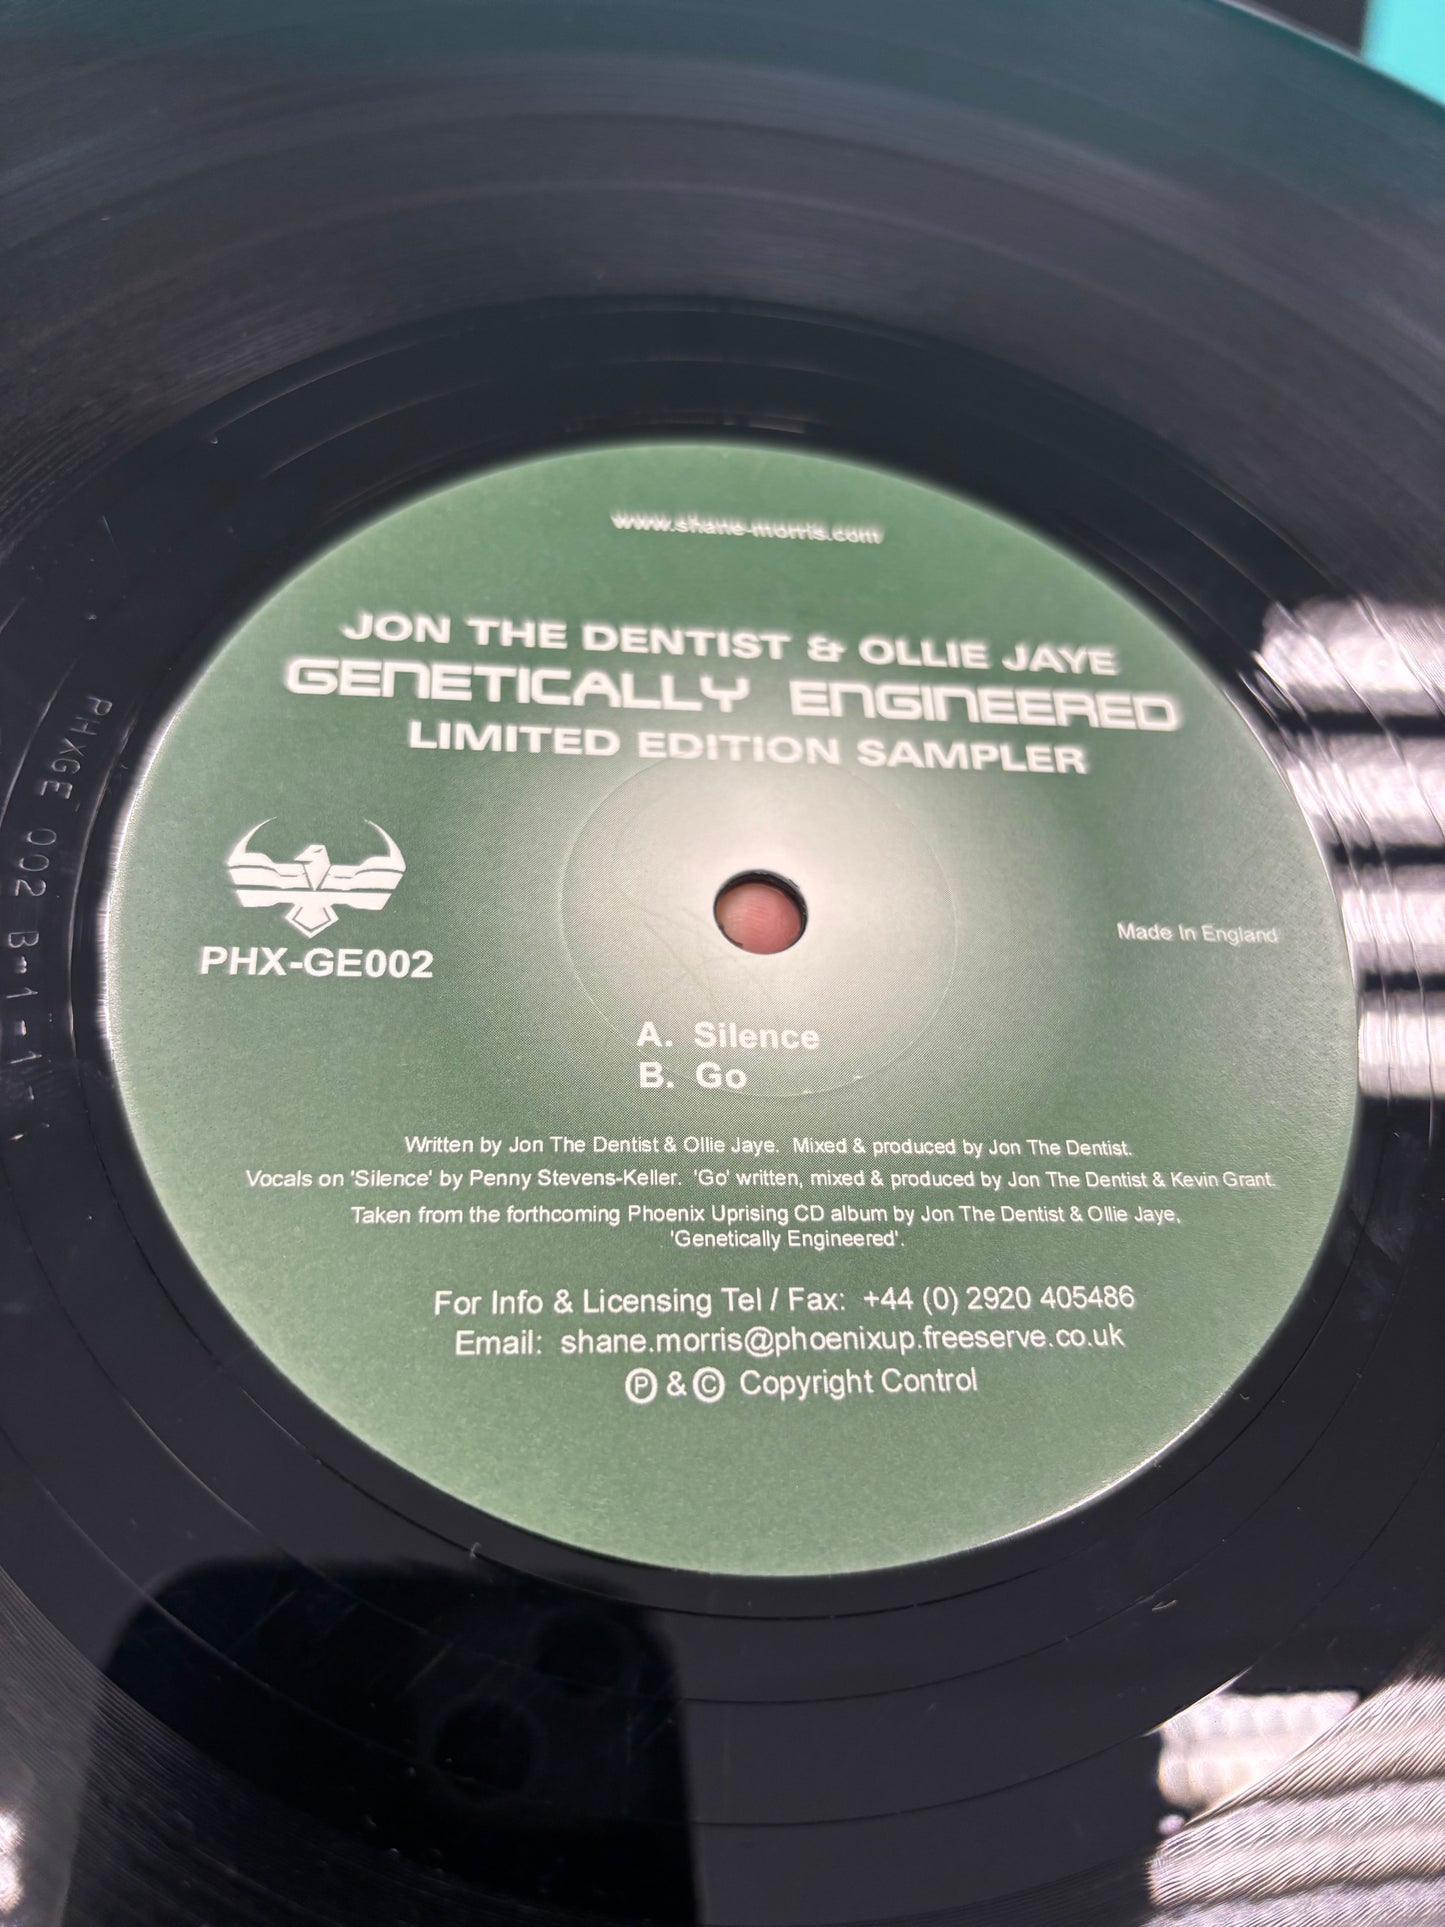 www.shane-morris.com
JON THE DENTIST & OLLIE JAYE
GENETICALLY ENGINEERED
LIMITED EDITION SAMPLER
PHX-GE002
Made In England
A. Silence
B. Go
Written by Jon The Dentist & Ollie Jaye. Mixed & produced by Jon The Dentist.
Vocals on 'Silence' by Penny Stevens-Keller. 'Go' written, mixed & produced by Jon The Dentist & Kevin Grant.
Taken from the forthcoming Phoenix Uprising CD album by Jon The Dentist & Ollie Jaye,
'Genetically Engineered'.
For Info & Licensing Tel / Fax: +44 (0) 2920 405486
Email: shane.morris@phoenixup.freeserve.co.uk
Ⓟ & © Copyright Control
PHXGE 002 B-1-1-